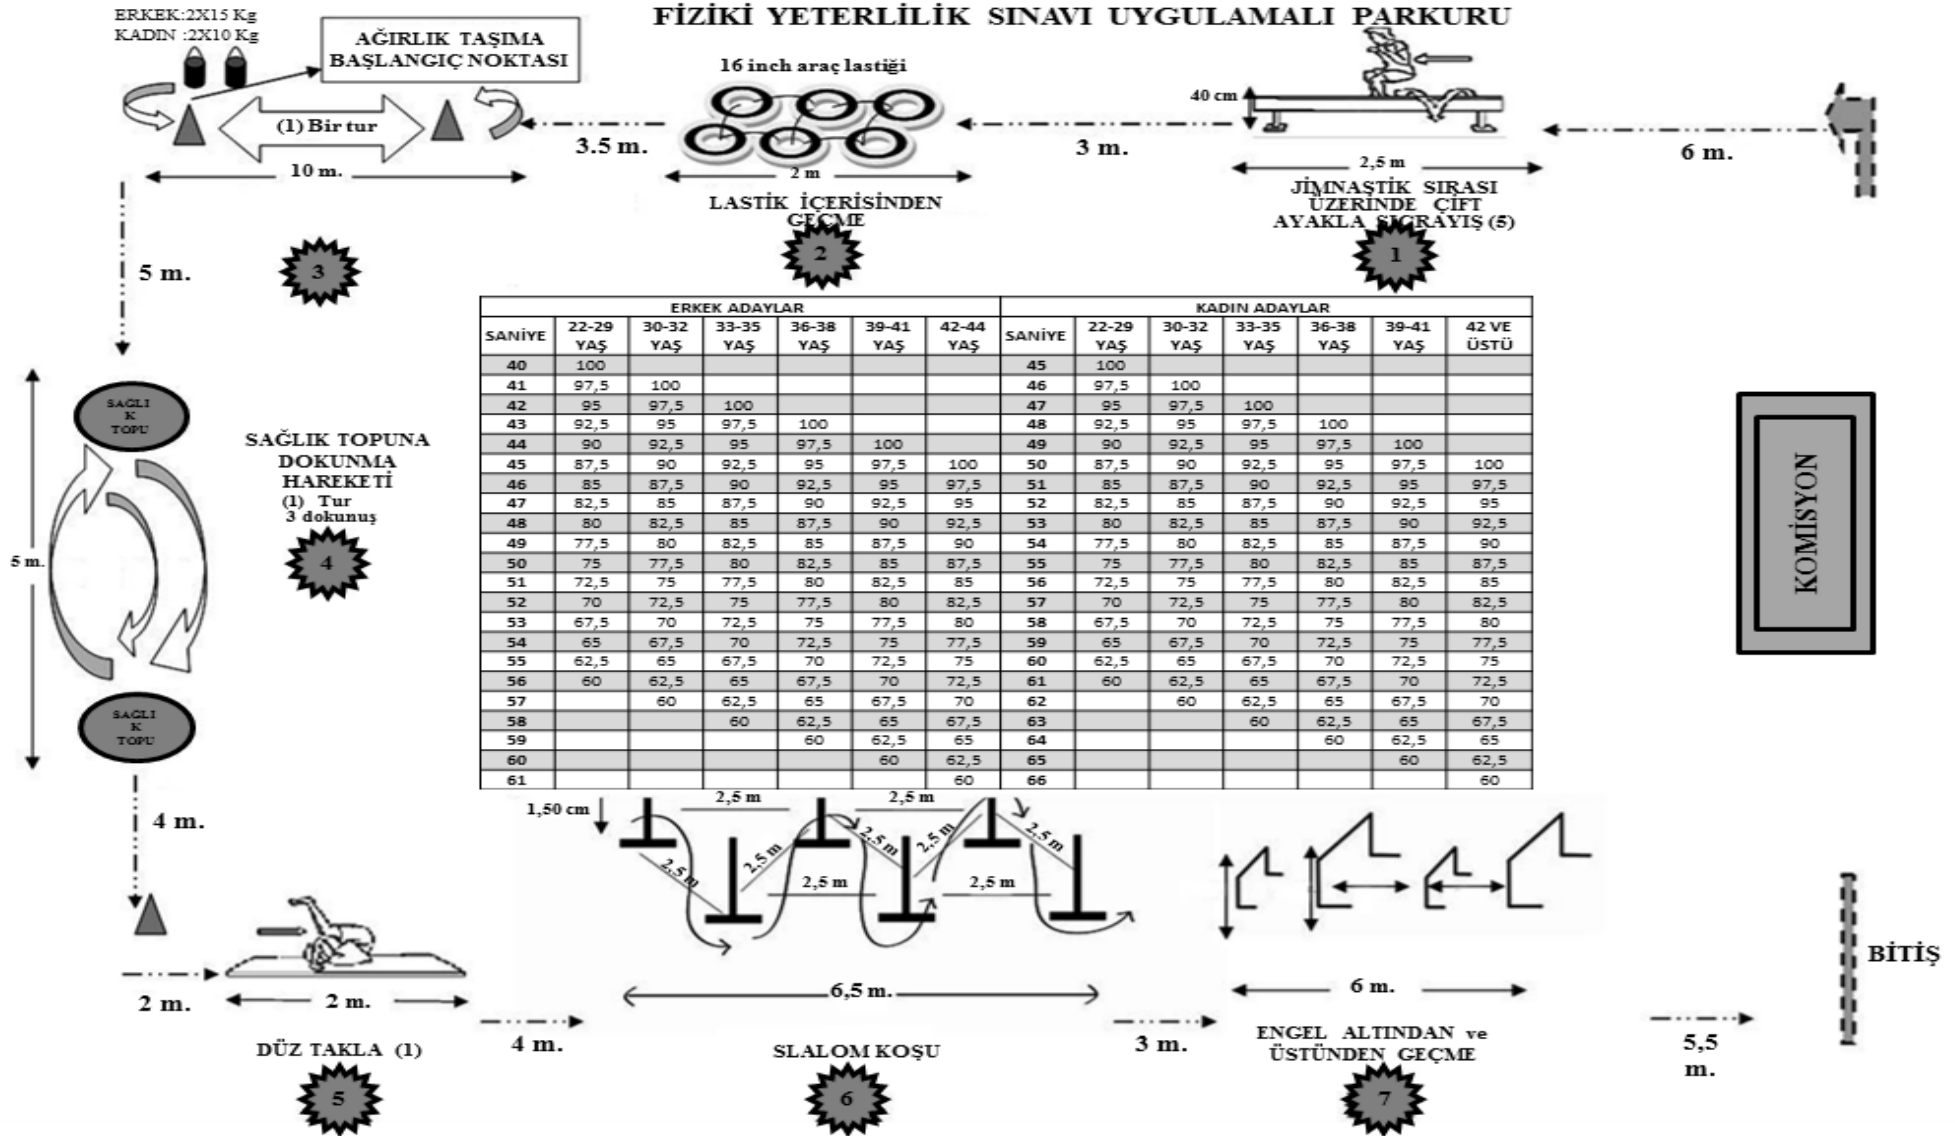 FİZİKİ YETERLİLİK SINAVI UYGULAMALI PARKURU
ERKEK:2X15 Kg
KADIN :2X10 Kg
AĞIRLIK TAŞIMA
BAŞLANGIÇ NOKTASI
(1) Bir tur
10 m.
3.5 m.
16 inch araç lastiği
2 m
LASTİK İÇERİSİNDEN
GEÇME
2
3 m.
40 cm
2,5 m
JİMNAŞTİK SIRASI
ÜZERİNDE ÇİFT
AYAKLA SIÇRAYIŞ (5)
1
6 m.
3
5 m.
SAĞLI
K
TOPU
5 m.
SAĞLIK TOPUNA
DOKUNMA
HAREKETİ
(1) Tur
3 dokunuş
4
SAĞLI
K
TOPU
4 m.
ERKEK ADAYLAR KADIN ADAYLAR
SANİYE 22-29 YAŞ 30-32 YAŞ 33-35 YAŞ 36-38 YAŞ 39-41 YAŞ 42-44 YAŞ SANİYE 22-29 YAŞ 30-32 YAŞ 33-35 YAŞ 36-38 YAŞ 39-41 YAŞ 42 VE ÜSTÜ
40 100 45 100
41 97,5 100 46 97,5 100
42 95 97,5 100 47 95 97,5 100
43 92,5 95 97,5 100 48 92,5 95 97,5 100
44 90 92,5 95 97,5 100 49 90 92,5 95 97,5 100
45 87,5 90 92,5 95 97,5 100 50 87,5 90 92,5 95 97,5 100
46 85 87,5 90 92,5 95 97,5 51 85 87,5 90 92,5 95 97,5
47 82,5 85 87,5 90 92,5 95 52 82,5 85 87,5 90 92,5 95
48 80 82,5 85 87,5 90 92,5 53 80 82,5 85 87,5 90 92,5
49 77,5 80 82,5 85 87,5 90 54 77,5 80 82,5 85 87,5 90
50 75 77,5 80 82,5 85 87,5 55 75 77,5 80 82,5 85 87,5
51 72,5 75 77,5 80 82,5 85 56 72,5 75 77,5 80 82,5 85
52 70 72,5 75 77,5 80 82,5 57 70 72,5 75 77,5 80 82,5
53 67,5 70 72,5 75 77,5 80 58 67,5 70 72,5 75 77,5 80
54 65 67,5 70 72,5 75 77,5 59 65 67,5 70 72,5 75 77,5
55 62,5 65 67,5 70 72,5 75 60 62,5 65 67,5 70 72,5 75
56 60 62,5 65 67,5 70 72,5 61 60 62,5 65 67,5 70 72,5
57 60 62,5 65 67,5 70 62 60 62,5 65 67,5 70
58 60 62,5 65 67,5 63 60 62,5 65 67,5
59 60 62,5 65 64 60 62,5 65
60 60 62,5 65 60 62,5
61 60 66 60
KOMİSYON
2 m.
2 m.
DÜZ TAKLA (1)
5
4 m.
1,50 cm
2,5 m
2,5 m
2,5 m
2,5 m
2,5 m
2,5 m
2,5 m
2,5 m
2,5 m
6,5 m.
SLALOM KOŞU
6
3 m.
6 m.
ENGEL ALTINDAN ve
ÜSTÜNDEN GEÇME
7
5,5
m.
BİTİŞ